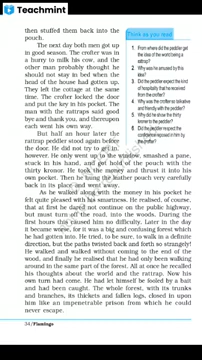 Teachmint
then stuffed them back into the
pouch.
The next day both men got up
in good season. The crofter was in
a hurry to milk his cow, and the
other man probably thought he
should not stay in bed when the
head of the house had gotten up.
They left the cottage at the same
time. The crofter locked the door
and put the key in his pocket. The
man with the rattraps said good
bye and thank you, and thereupon
each went his own way.
But half an hour later the
rattrap peddler stood again before
the door. He did not try to get in,
however. He only went up to the window, smashed a pane,
stuck in his hand, and got hold of the pouch with the
thirty kronor. He took the money and thrust it into his
own pocket. Then he hung the leather pouch very carefully
back in its place and went away.
As he walked along with the money in his pocket he
felt quite pleased with his smartness. He realised, of course,
that at first he dared not continue on the public highway,
but must turn off the road, into the woods. During the
first hours this caused him no difficulty. Later in the day
it became worse, for it was a big and confusing forest which
he had gotten into. He tried, to be sure, to walk in a definite
direction, but the paths twisted back and forth so strangely!
He walked and walked without coming to the end of the
wood, and finally he realised that he had only been walking
around in the same part of the forest. All at once he recalled
his thoughts about the world and the rattrap. Now his
own turn had come. He had let himself be fooled by a bait
and had been caught. The whole forest, with its trunks
and branches, its thickets and fallen logs, closed in upon
him like an impenetrable prison from which he could never
escape.
Think as you read
1. From where did the peddler get
the idea of the world being a
rattrap?
2. Why was he amused by this
idea?
3. Did the peddler expect the kind
of hospitality that he received
from the crofter?
4. Why was the crofter so talkative
and friendly with the peddler?
5. Why did he show the thirty
kronor to the peddler?
6. Did the peddler respect the
confidence reposed in him by
the crofter?
34/Flamingo